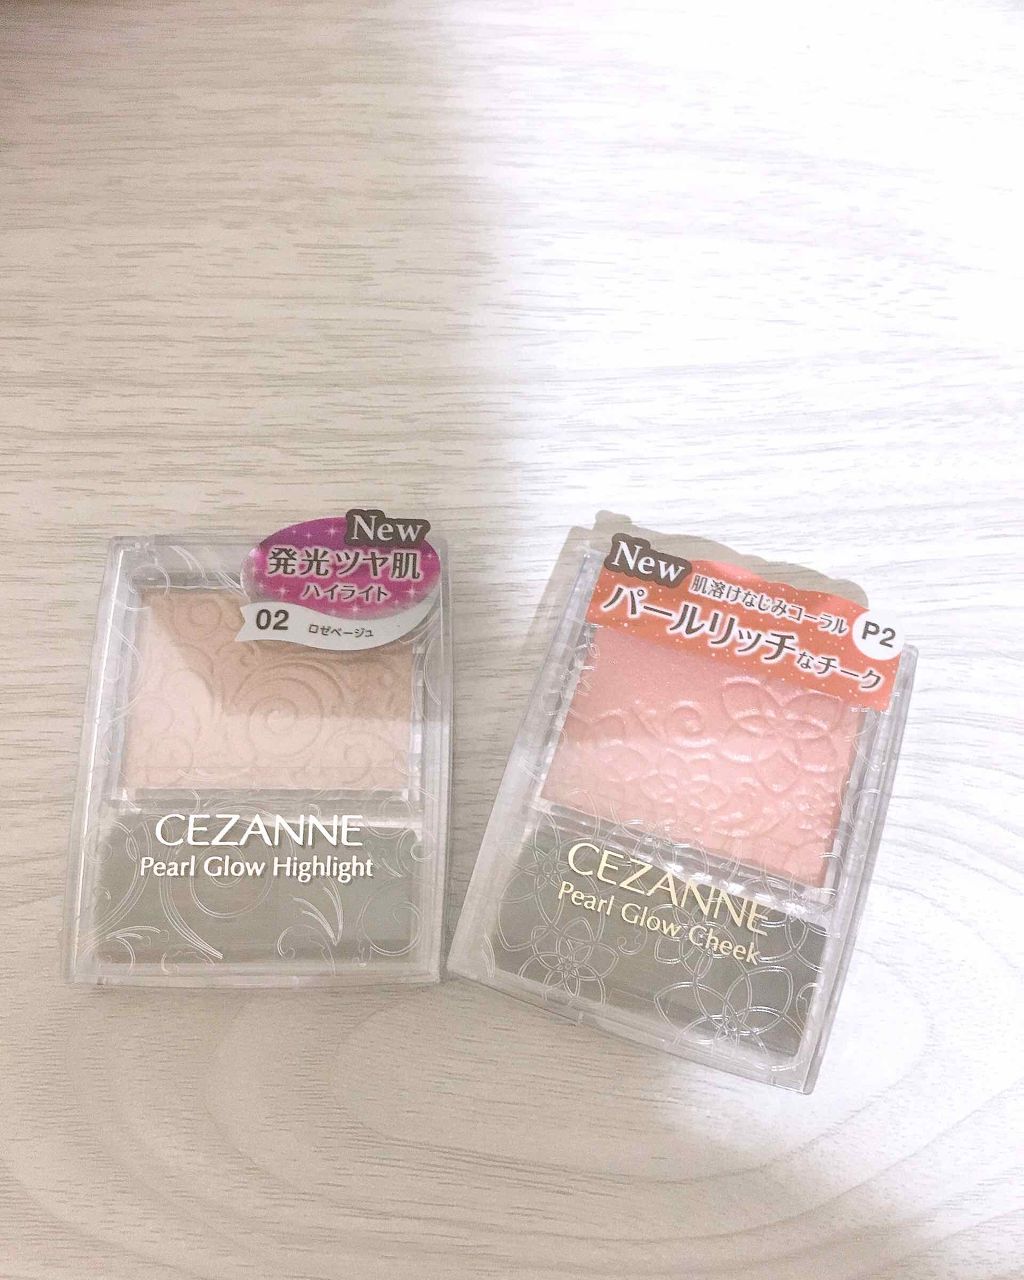 New
発光ツヤ肌
ハイライト
02 ロゼベージュ
CEZANNE
Pearl Glow Highlight
New
肌溶けなじみコーラル
パールリッチなチーク
P2
CEZANNE
Pearl Glow Cheek